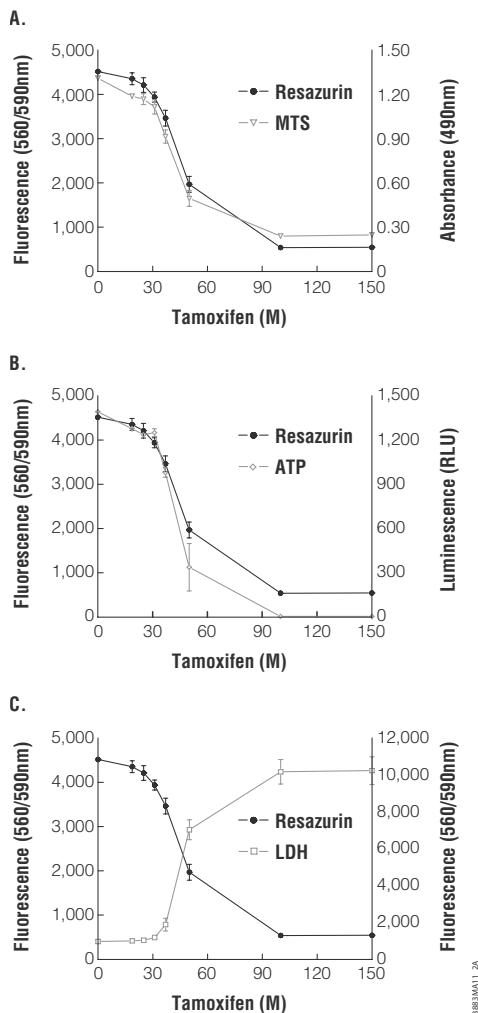 A.
5,000
4,000
3,000
2,000
1,000
0
Fluorescence (560/590nm)
1.50
1.20
0.90
0.60
0.30
0
Absorbance (490nm)
Resazurin
MTS
0 30 60 90 120 150
Tamoxifen (M)
B.
5,000
4,000
3,000
2,000
1,000
0
Fluorescence (560/590nm)
1,500
1,200
900
600
300
0
Luminescence (RLU)
Resazurin
ATP
0 30 60 90 120 150
Tamoxifen (M)
C.
5,000
4,000
3,000
2,000
1,000
0
Fluorescence (560/590nm)
12,000
10,000
8,000
6,000
4,000
2,000
0
Fluorescence (560/590nm)
Resazurin
LDH
0 30 60 90 120 150
Tamoxifen (M)